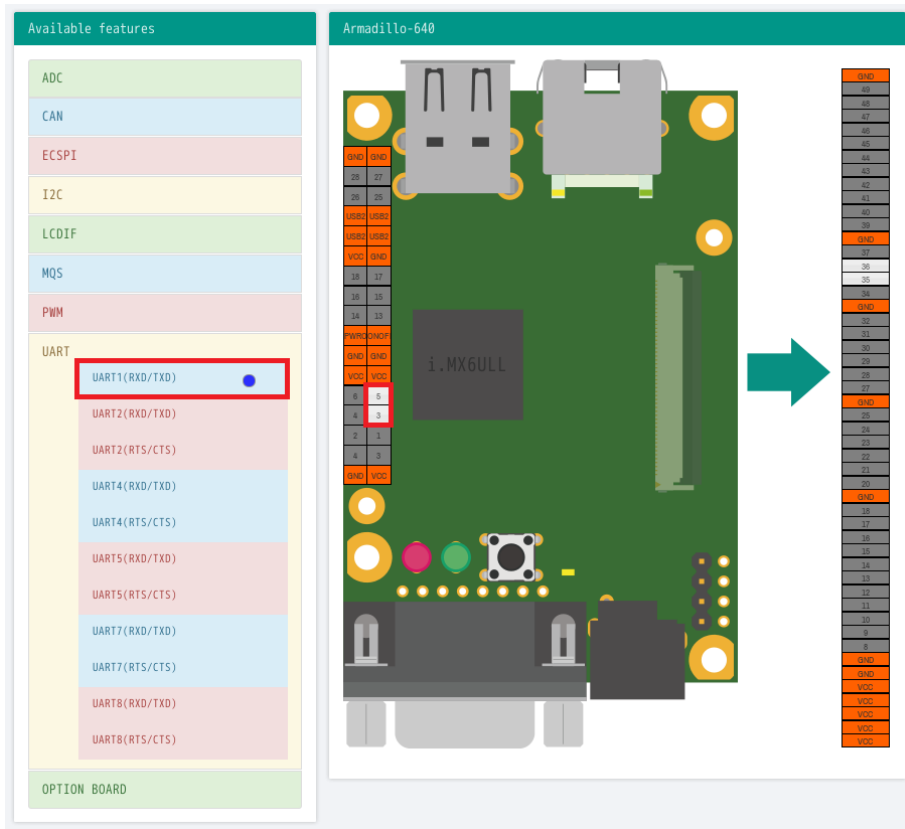 Available features
ADC
CAN
ECSPI
I2C
LCDIF
MQS
PWM
UART
UART1(RXD/TXD)
UART2(RXD/TXD)
UART2(RTS/CTS)
UART4(RXD/TXD)
UART4(RTS/CTS)
UART5(RXD/TXD)
UART5(RTS/CTS)
UART7(RXD/TXD)
UART7(RTS/CTS)
UART8(RXD/TXD)
UART8(RTS/CTS)
OPTION BOARD
Armadillo-640
GND GND
28 27
26 25
USB2 USB2
USB2 USB2
VCC GND
18 17
16 15
14 13
PWRO ONOFF
GND GND
VCC VCC
6 5
4 3
2 1
4 3
GND VCC
i.MX6ULL
GND
49
48
47
46
45
44
43
42
41
40
39
GND
37
36
35
34
GND
32
31
30
29
28
27
GND
25
24
23
22
21
20
GND
18
17
16
15
14
13
12
11
10
9
8
GND
GND
VCC
VCC
VCC
VCC
VCC